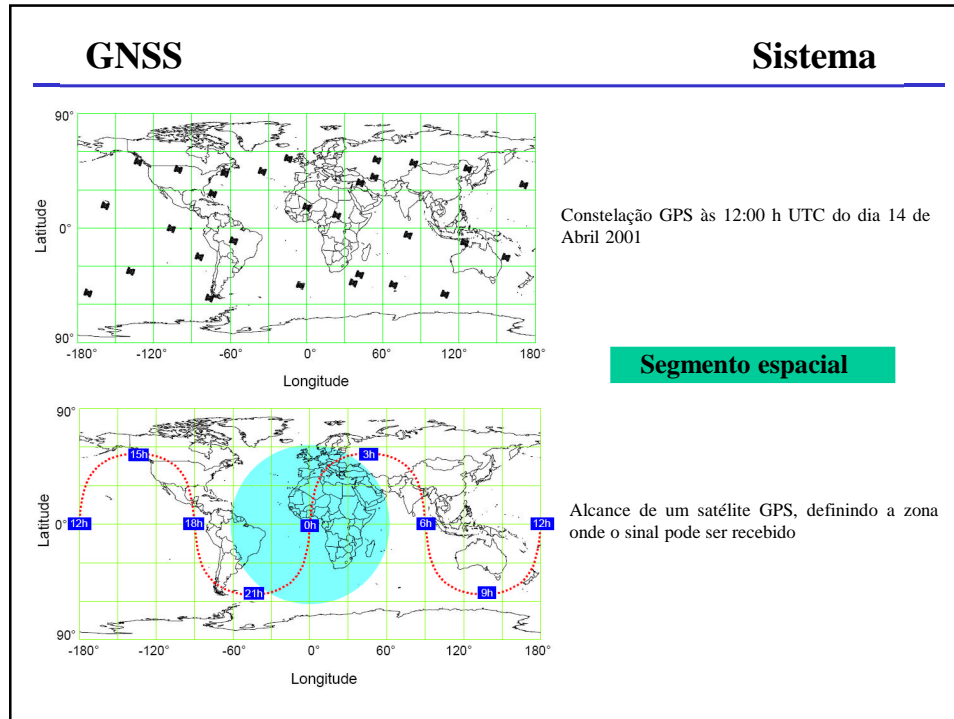 GNSS Sistema
90°
0°
90°
Latitude
-180° -120° -60° 0° 60° 120° 180°
Longitude
Constelação GPS às 12:00 h UTC do dia 14 de
Abril 2001
Segmento espacial
90°
15h 3h
12h 18h 0h 6h 12h
0°
21h 9h
90°
Latitude
-180° -120° -60° 0° 60° 120° 180°
Longitude
Alcance de um satélite GPS, definindo a zona
onde o sinal pode ser recebido